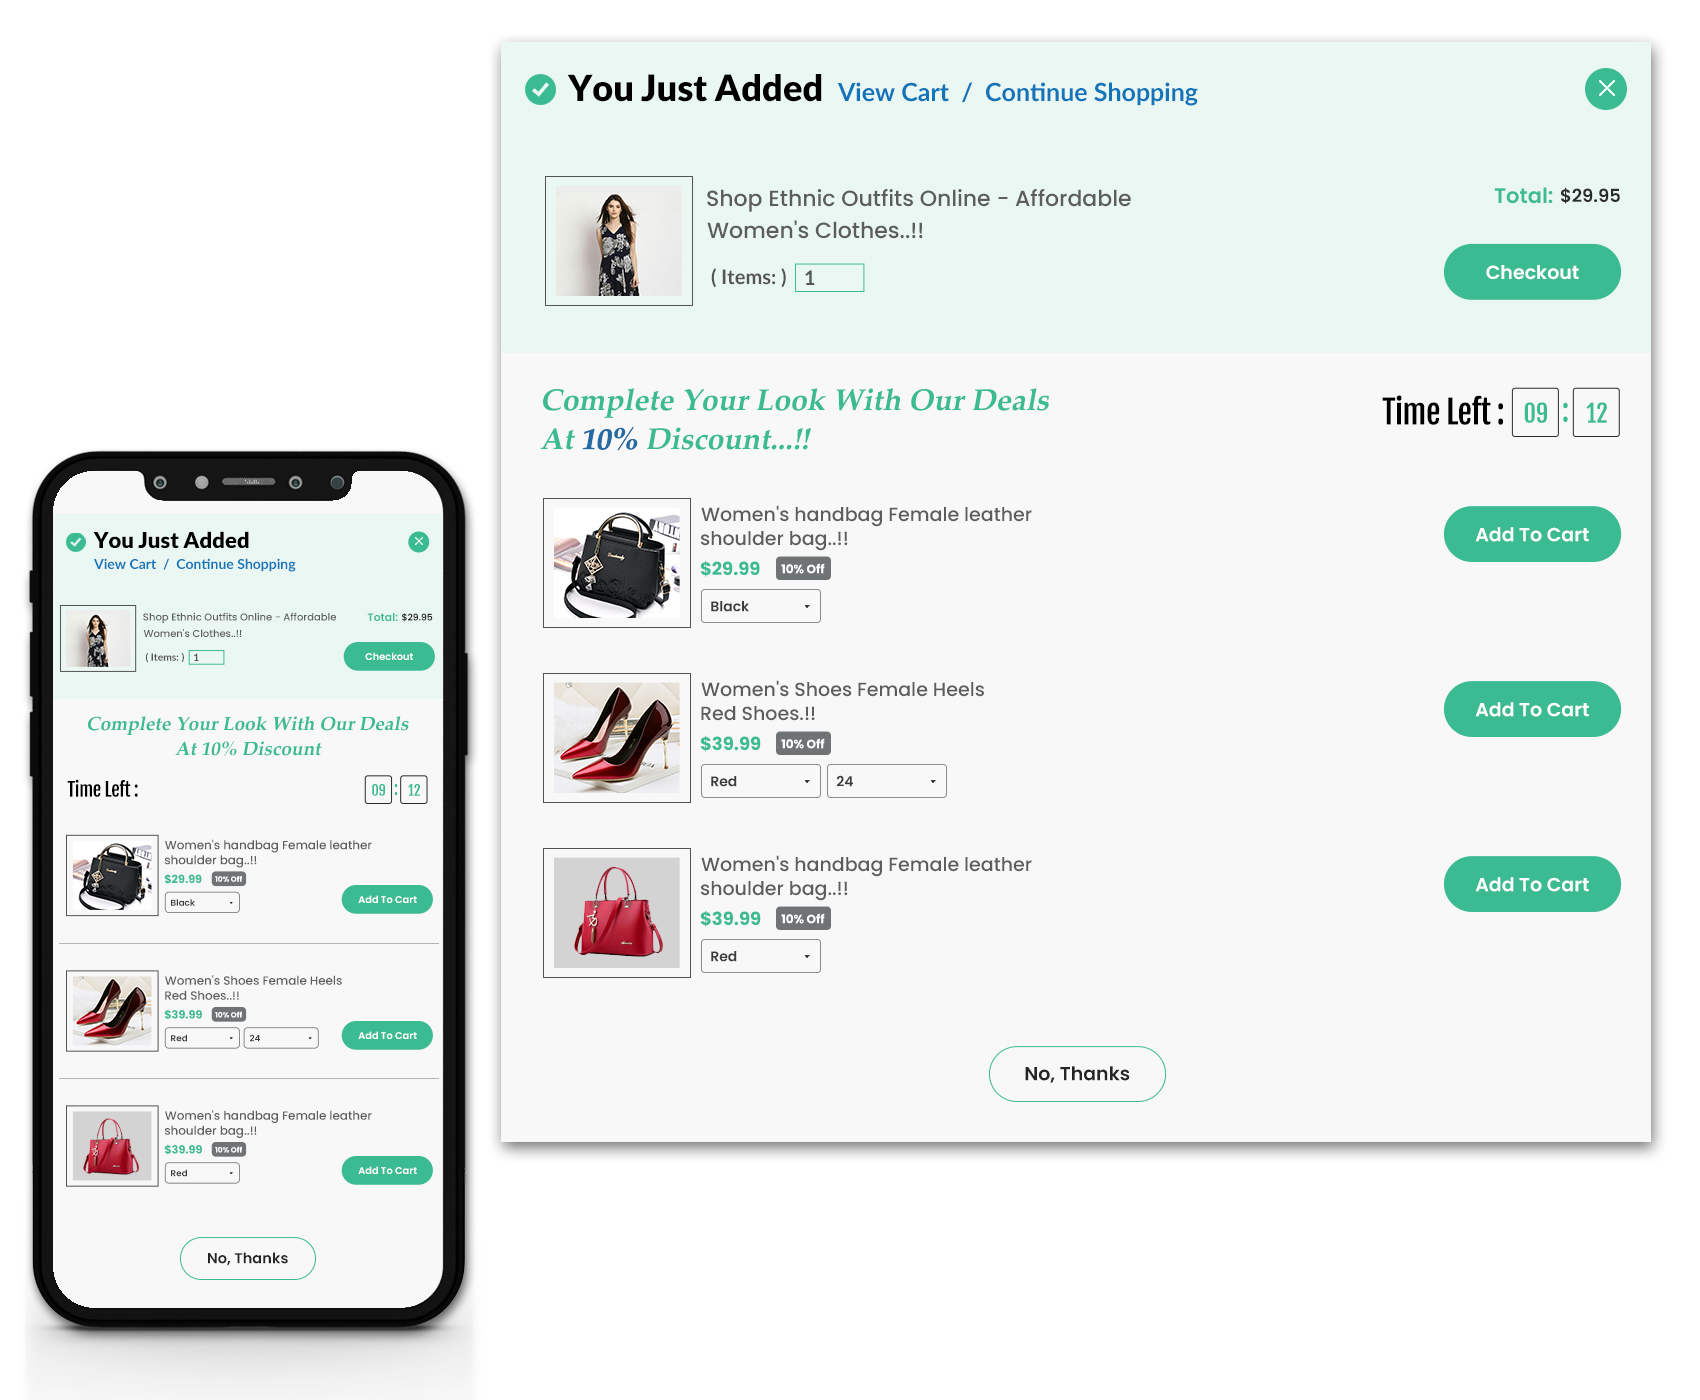 You Just Added View Cart / Continue Shopping
Shop Ethnic Outfits Online - Affordable
Women's Clothes..!!
( Items: ) 1
Total: $29.95
Checkout
Complete Your Look With Our Deals
At 10% Discount...!!
Time Left : 09 : 12
Women's handbag Female leather
shoulder bag..!!
$29.99 10% Off
Black
Add To Cart
Women's Shoes Female Heels
Red Shoes.!!
$39.99 10% Off
Red 24
Add To Cart
Women's handbag Female leather
shoulder bag..!!
$39.99 10% Off
Red
Add To Cart
No, Thanks
You Just Added
View Cart / Continue Shopping
Shop Ethnic Outfits Online - Affordable
Women's Clothes..!!
( Items: ) 1
Total: $29.95
Checkout
Complete Your Look With Our Deals
At 10% Discount
Time Left : 09 : 12
Women's handbag Female leather
shoulder bag..!!
$29.99 10% Off
Black
Add To Cart
Women's Shoes Female Heels
Red Shoes..!!
$39.99 10% Off
Red 24
Add To Cart
Women's handbag Female leather
shoulder bag..!!
$39.99 10% Off
Red
Add To Cart
No, Thanks